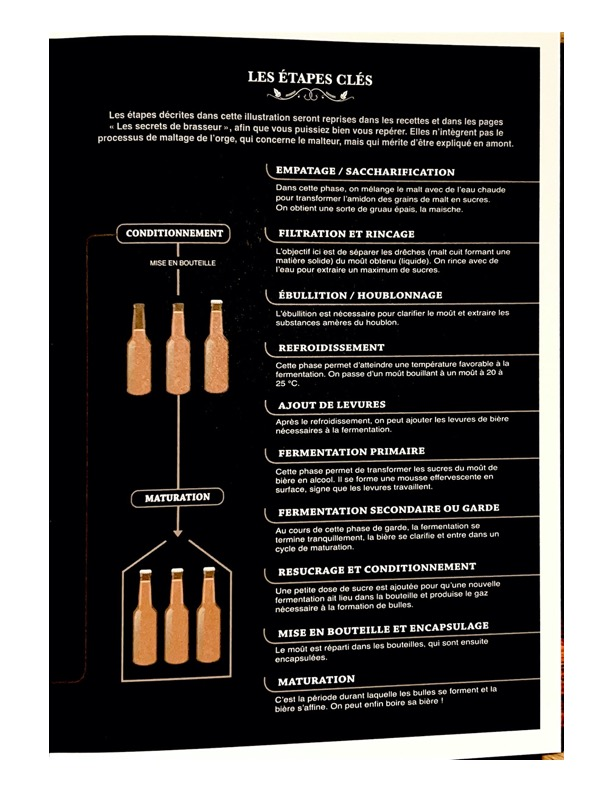 LES ÉTAPES CLÉS
Les étapes décrites dans cette illustration seront reprises dans les recettes et dans les pages
« Les secrets de brasseur », afin que vous puissiez bien vous repérer. Elles n'intègrent pas le
processus de maltage de l'orge, qui concerne le malteur, mais qui mérite d'être expliqué en amont.
CONDITIONNEMENT
MISE EN BOUTEILLE
MATURATION
EMPATAGE / SACCHARIFICATION
Dans cette phase, on mélange le malt avec de l'eau chaude
pour transformer l'amidon des grains de malt en sucres.
On obtient une sorte de gruau épais, la maische.
FILTRATION ET RINCAGE
L'objectif ici est de séparer les drêches (malt cuit formant une
matière solide) du moût obtenu (liquide). On rince avec de
l'eau pour extraire un maximum de sucres.
ÉBULLITION / HOUBLONNAGE
L'ébullition est nécessaire pour clarifier le moût et extraire les
substances amères du houblon.
REFROIDISSEMENT
Cette phase permet d'atteindre une température favorable à la
fermentation. On passe d'un moût bouillant à un moût à 20 à
25 °C.
AJOUT DE LEVURES
Après le refroidissement, on peut ajouter les levures de bière
nécessaires à la fermentation.
FERMENTATION PRIMAIRE
Cette phase permet de transformer les sucres du moût de
bière en alcool. Il se forme une mousse effervescente en
surface, signe que les levures travaillent.
FERMENTATION SECONDAIRE OU GARDE
Au cours de cette phase de garde, la fermentation se
termine tranquillement, la bière se clarifie et entre dans un
cycle de maturation.
RESUCRAGE ET CONDITIONNEMENT
Une petite dose de sucre est ajoutée pour qu'une nouvelle
fermentation ait lieu dans la bouteille et produise le gaz
nécessaire à la formation de bulles.
MISE EN BOUTEILLE ET ENCAPSULAGE
Le moût est réparti dans les bouteilles, qui sont ensuite
encapsulées.
MATURATION
C'est la période durant laquelle les bulles se forment et la
bière s'affine. On peut enfin boire sa bière !